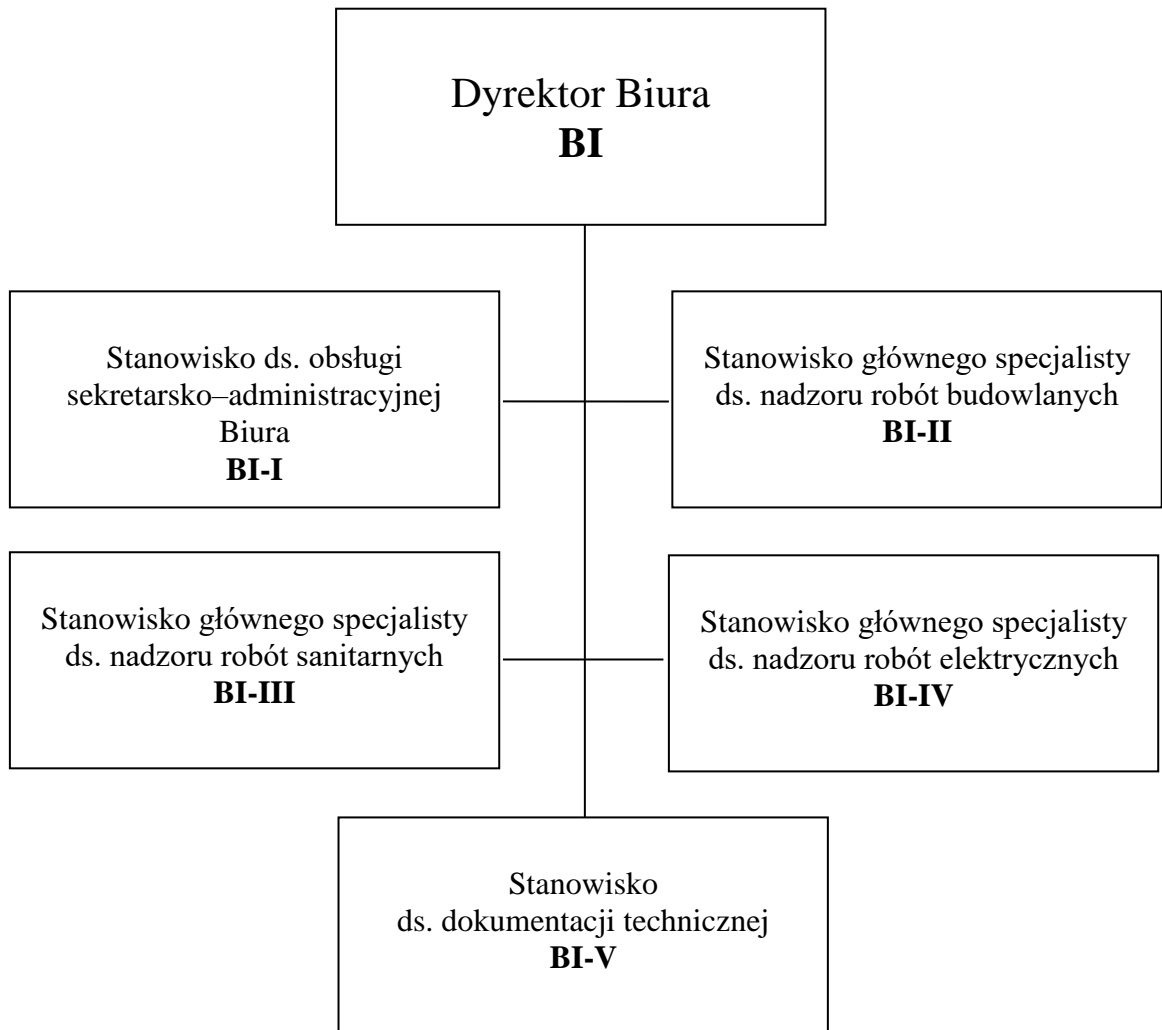 Dyrektor Biura
BI
Stanowisko ds. obsługi
sekretarsko–administracyjnej
Biura
BI-I
Stanowisko głównego specjalisty
ds. nadzoru robót budowlanych
BI-II
Stanowisko głównego specjalisty
ds. nadzoru robót sanitarnych
BI-III
Stanowisko głównego specjalisty
ds. nadzoru robót elektrycznych
BI-IV
Stanowisko
ds. dokumentacji technicznej
BI-V